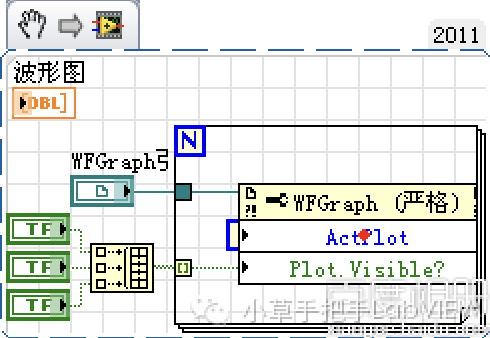 2011
波形图
DBL
N
WFGraph引
WFGraph (严格)
ActPlot
TF
TF
TF
Plot.Visible?
小草手把手LabVIEW